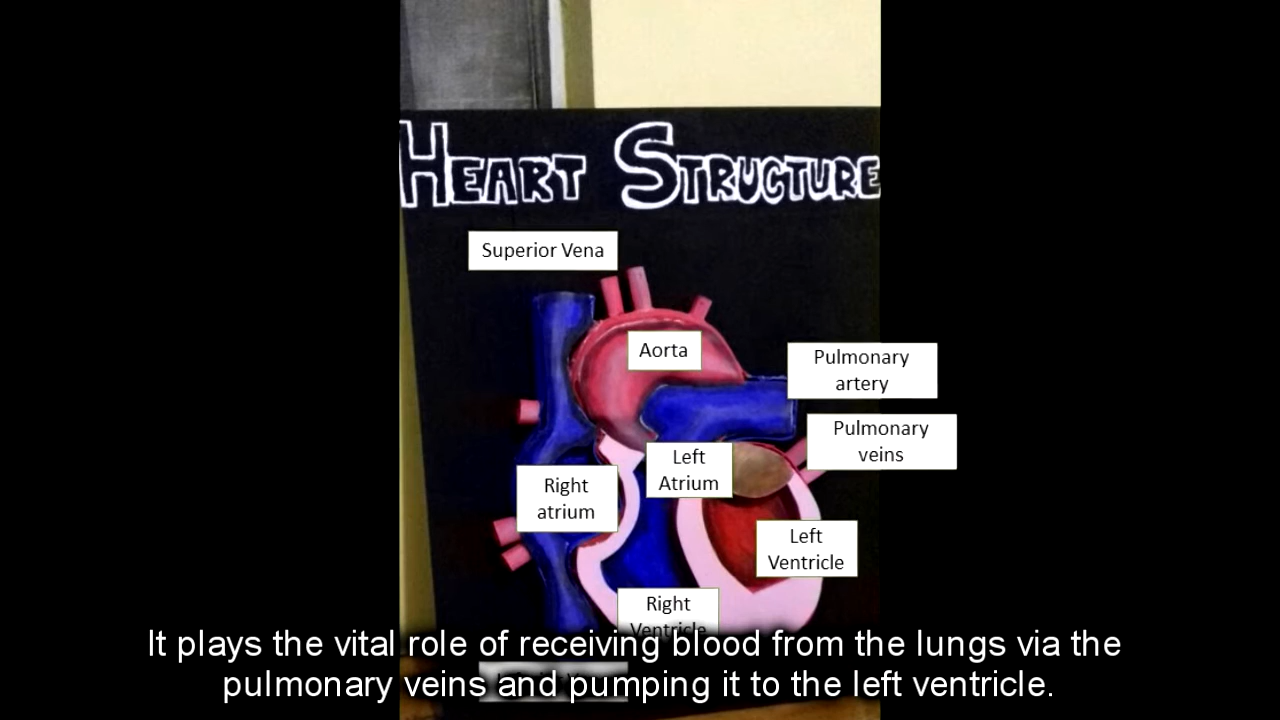 HEART STRUCTURE
Superior Vena
Aorta
Pulmonary
artery
Pulmonary
veins
Left
Atrium
Right
atrium
Left
Ventricle
Right
Ventricle
It plays the vital role of receiving blood from the lungs via the
pulmonary veins and pumping it to the left ventricle.